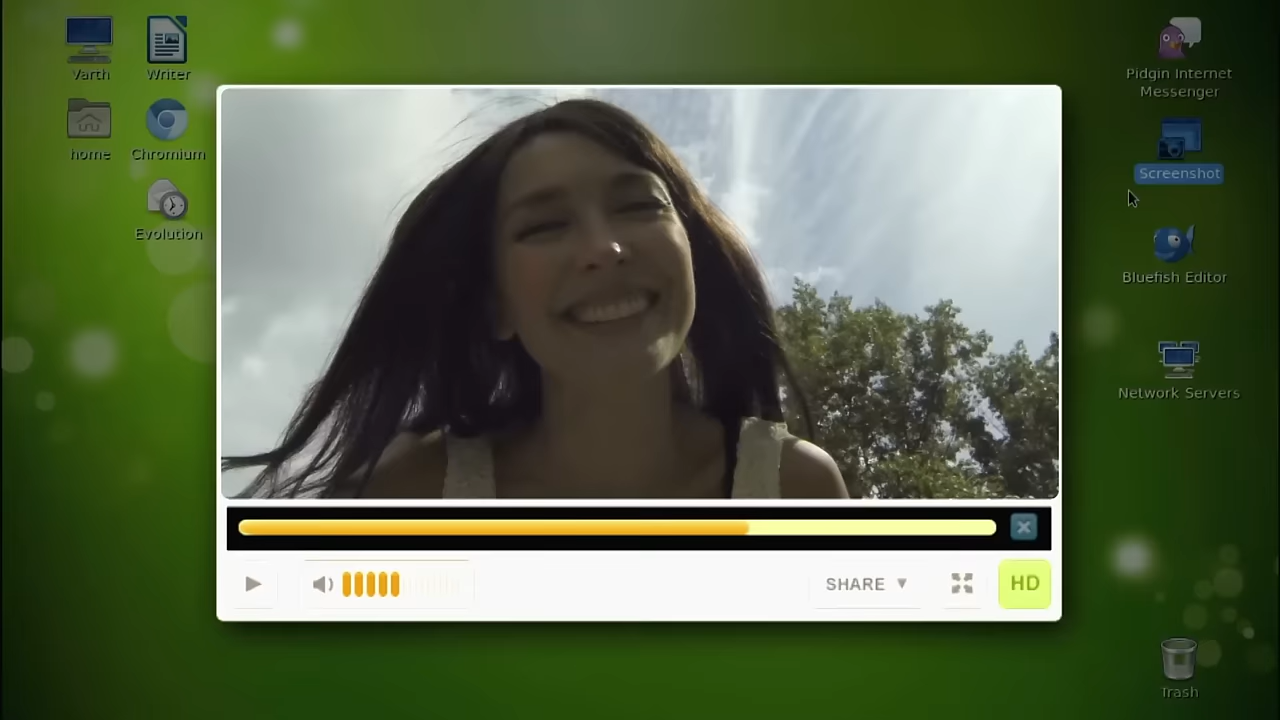 Varth
Writer
home
Chromium
Evolution
Pidgin Internet
Messenger
Screenshot
Bluefish Editor
Network Servers
SHARE
HD
Trash